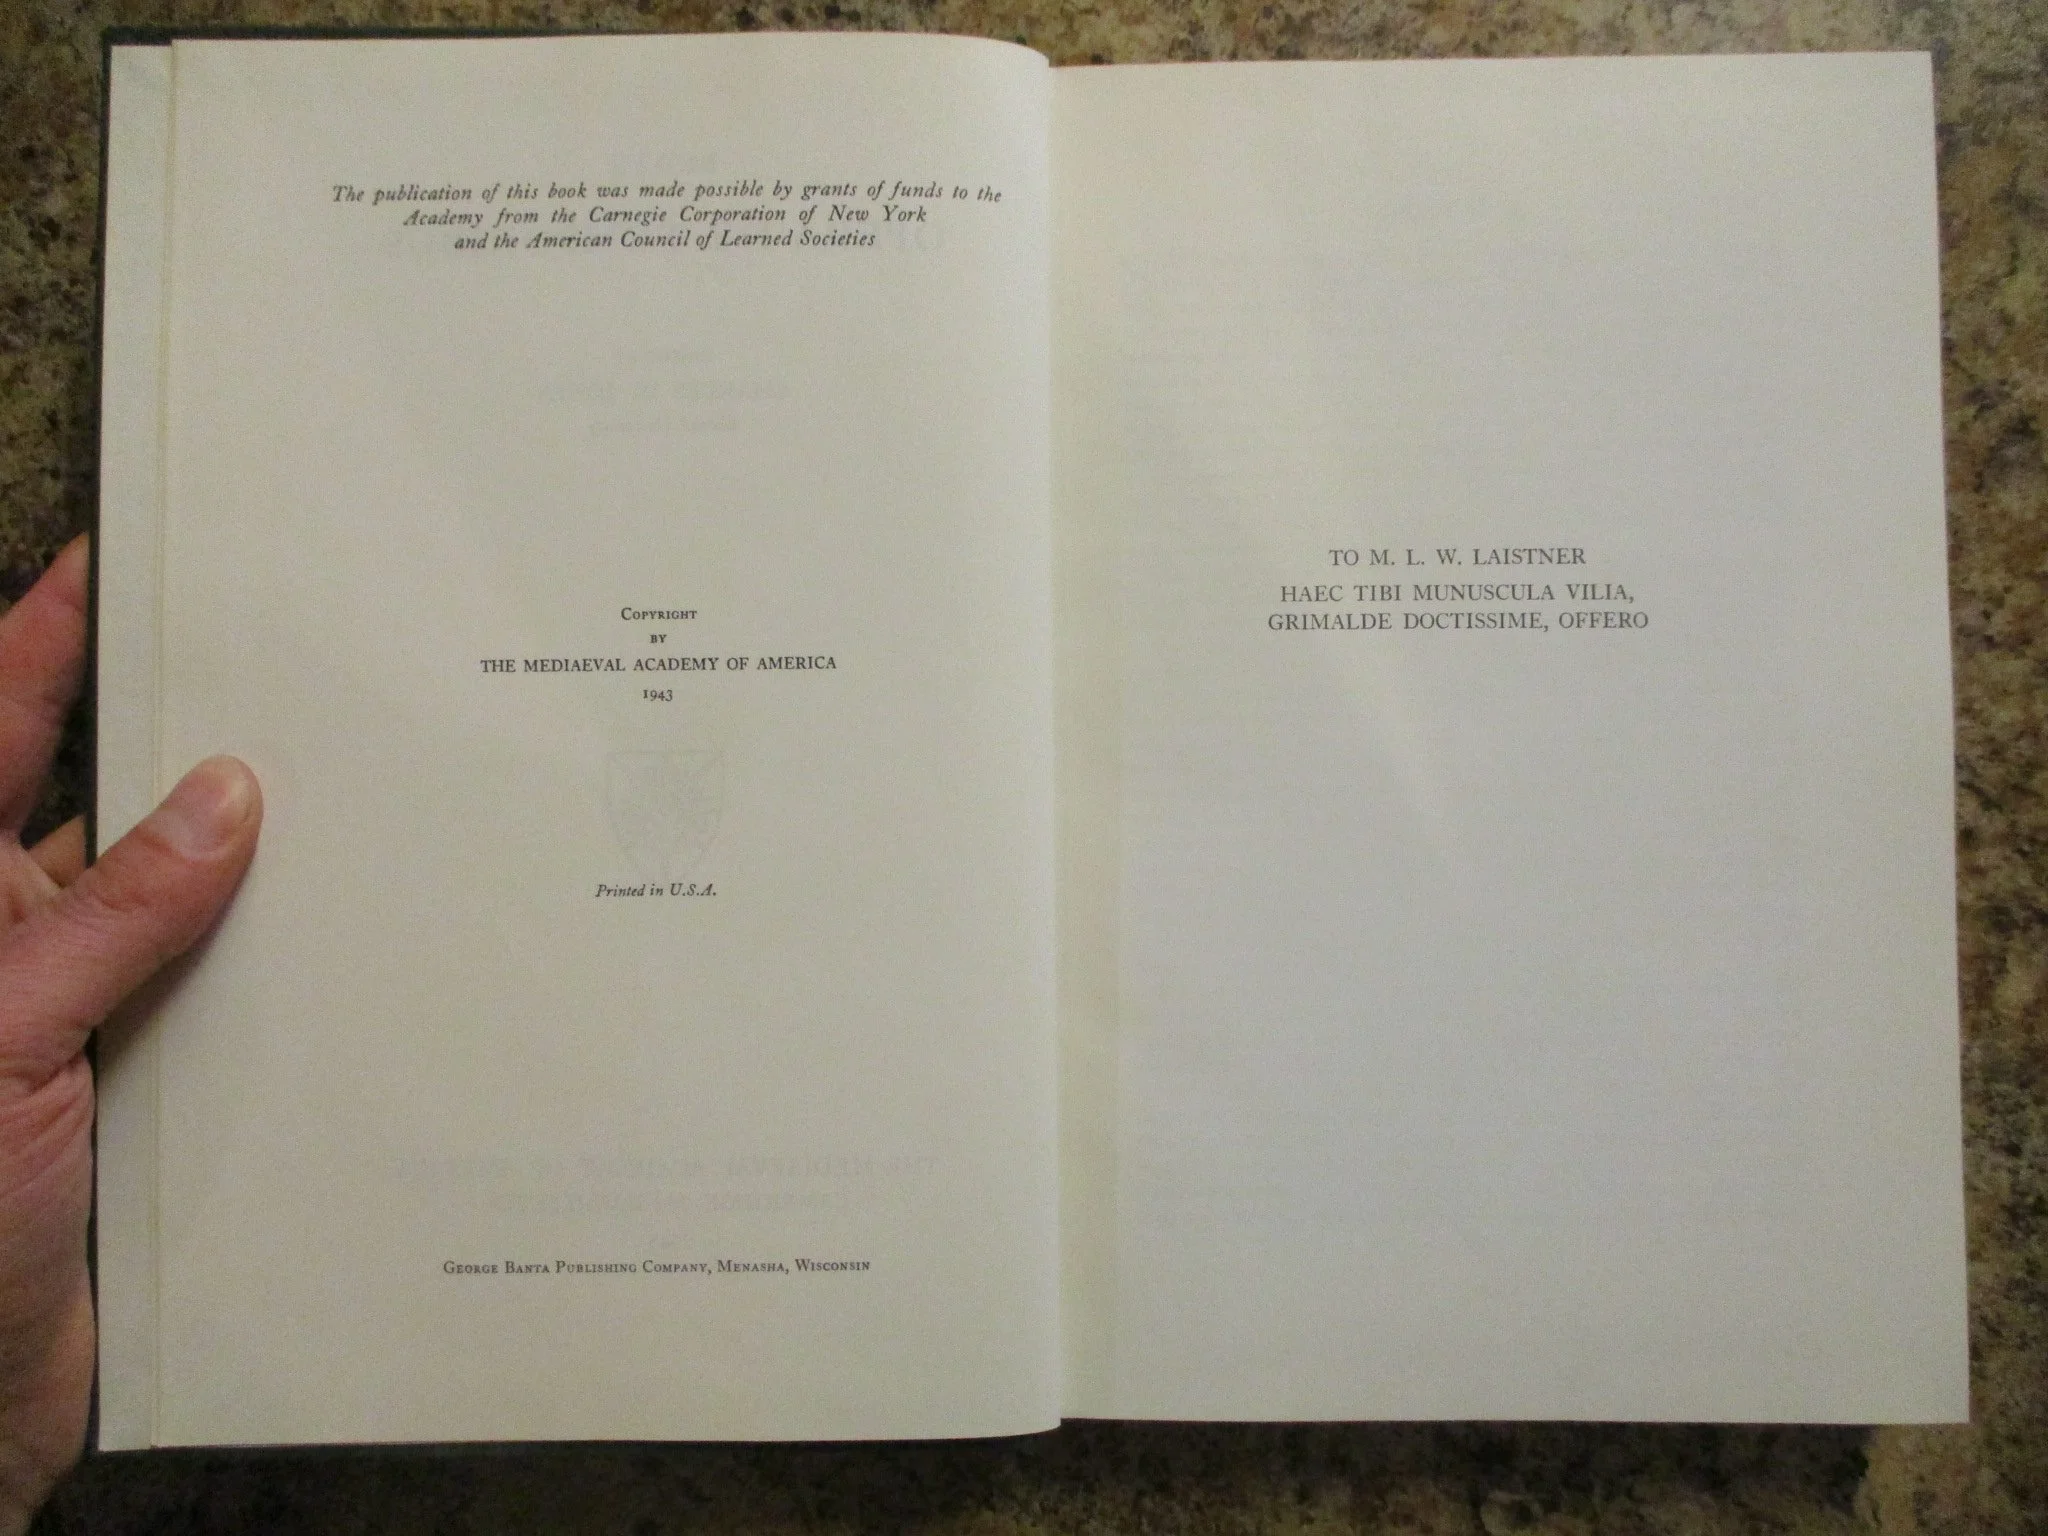 The publication of this book was made possible by grants of funds to the
Academy from the Carnegie Corporation of New York
and the American Council of Learned Societies
COPYRIGHT
BY
THE MEDIAEVAL ACADEMY OF AMERICA
1943
Printed in U.S.A.
GEORGE BANTA PUBLISHING COMPANY, MENASHA, WISCONSIN
TO M. L. W. LAISTNER
HAEC TIBI MUNUSCULA VILIA,
GRIMALDE DOCTISSIME, OFFERO